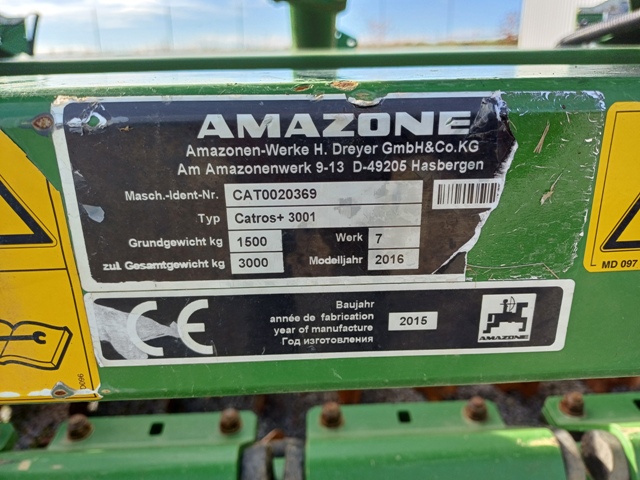 AMAZONE
Amazonen-Werke H. Dreyer GmbH&Co.KG
Am Amazonenwerk 9-13 D-49205 Hasbergen
Masch.-Ident-Nr. CAT0020369
Typ Catros+ 3001
Grundgewicht kg 1500 Werk 7
zul. Gesamtgewicht kg 3000 Modelljahr 2016
CE
Baujahr
année de fabrication
year of manufacture 2015
Год изготовления
AMAZONE
MD 097